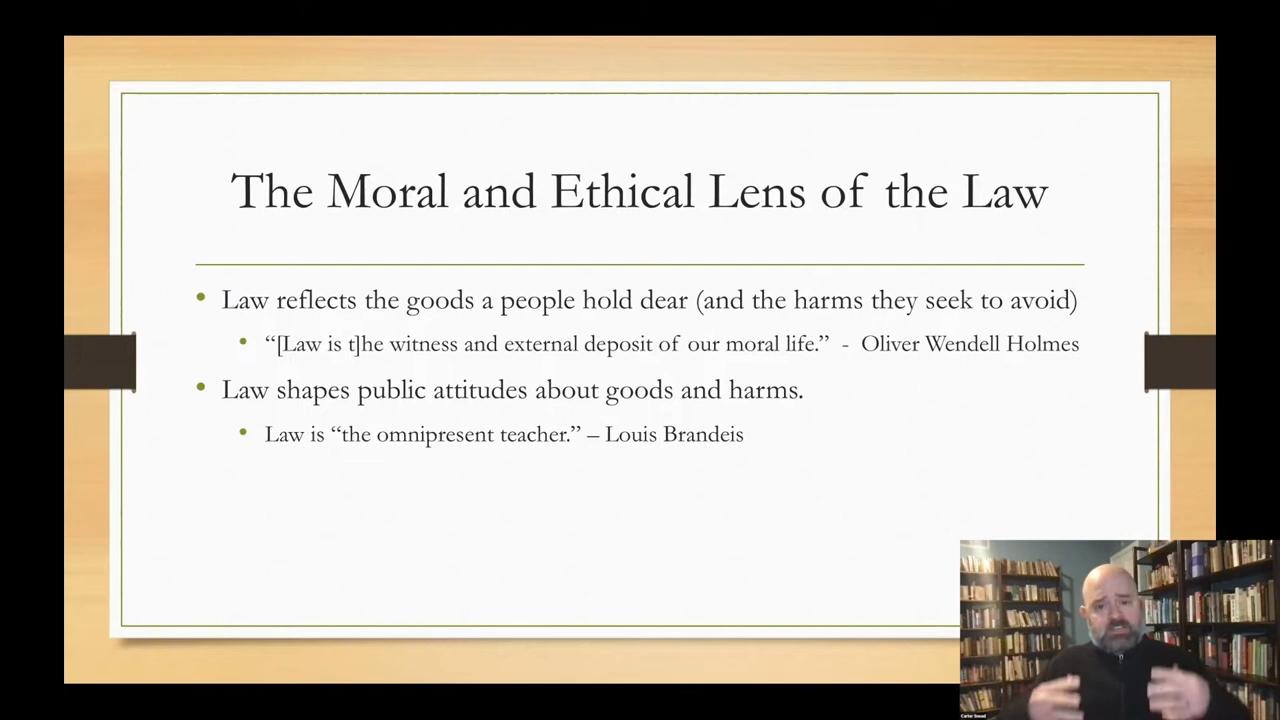 The Moral and Ethical Lens of the Law
• Law reflects the goods a people hold dear (and the harms they seek to avoid)
• “[Law is t]he witness and external deposit of our moral life.” - Oliver Wendell Holmes
• Law shapes public attitudes about goods and harms.
• Law is “the omnipresent teacher.” – Louis Brandeis
Carter